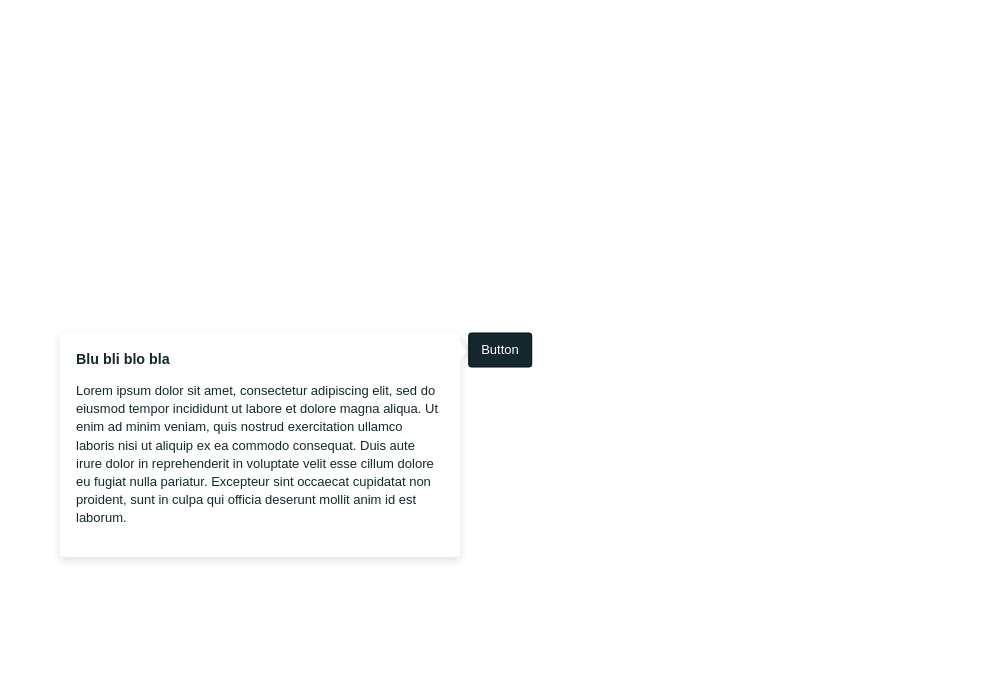 Blu bli blo bla
Button
Lorem ipsum dolor sit amet, consectetur adipiscing elit, sed do
eiusmod tempor incididunt ut labore et dolore magna aliqua. Ut
enim ad minim veniam, quis nostrud exercitation ullamco
laboris nisi ut aliquip ex ea commodo consequat. Duis aute
irure dolor in reprehenderit in voluptate velit esse cillum dolore
eu fugiat nulla pariatur. Excepteur sint occaecat cupidatat non
proident, sunt in culpa qui officia deserunt mollit anim id est
laborum.